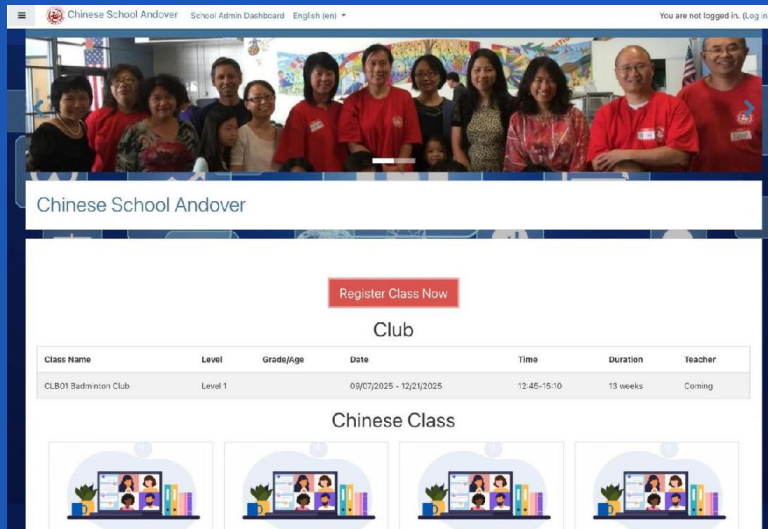 Chinese School Andover School Admin Dashboard English (en) You are not logged in. (Log in
Chinese School Andover
Register Class Now
Club
Class Name Level Grade/Age Date Time Duration Teacher
CLB01 Badminton Club Level 1 09/07/2025 - 12/21/2025 12:45-15:10 13 weeks Coming
Chinese Class